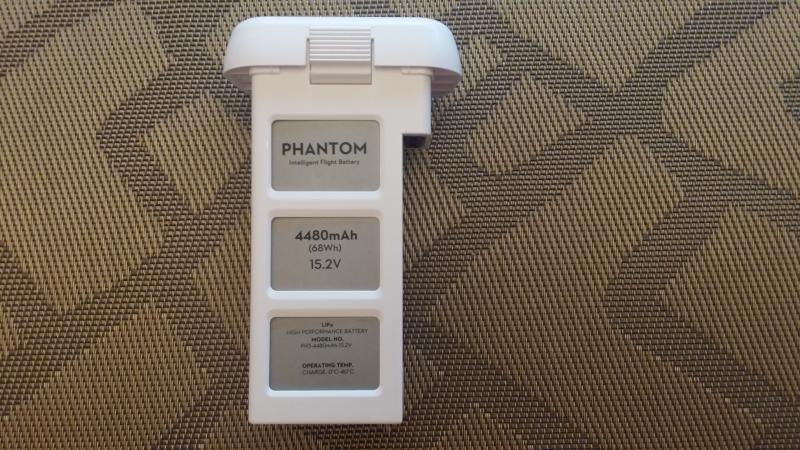 PHANTOM
Intelligent Flight Battery
4480mAh
(68Wh)
15.2V
LiPo
HIGH PERFORMANCE BATTERY
MODEL NO.
PH3-4480mAh-15.2V
OPERATING TEMP.
CHARGE: 0°C-40°C